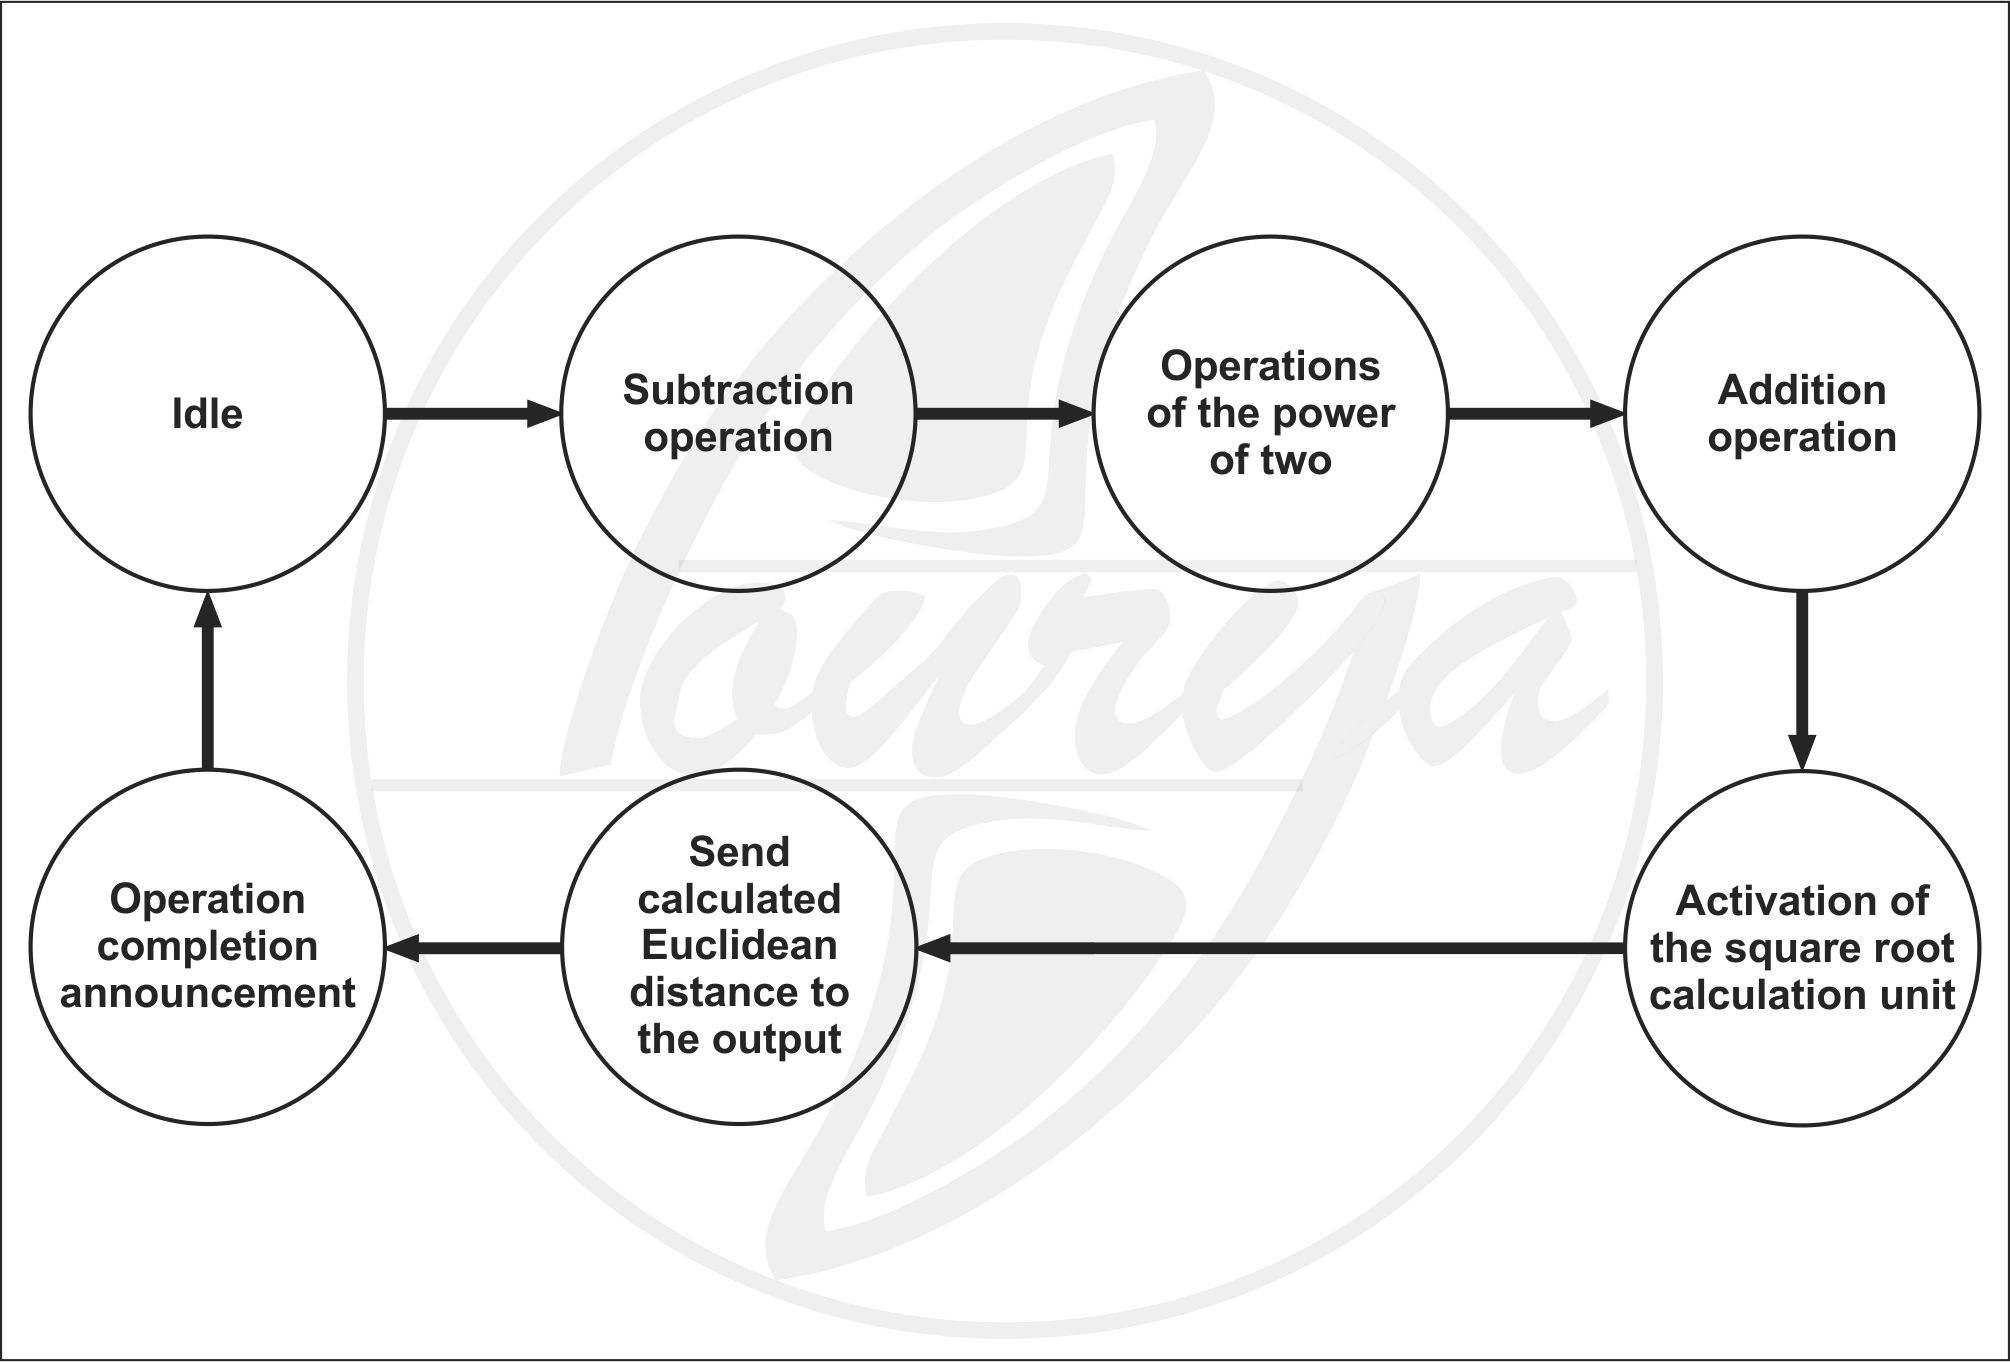 Idle
Subtraction
operation
Operations
of the power
of two
Addition
operation
Activation of
the square root
calculation unit
Send
calculated
Euclidean
distance to
the output
Operation
completion
announcement